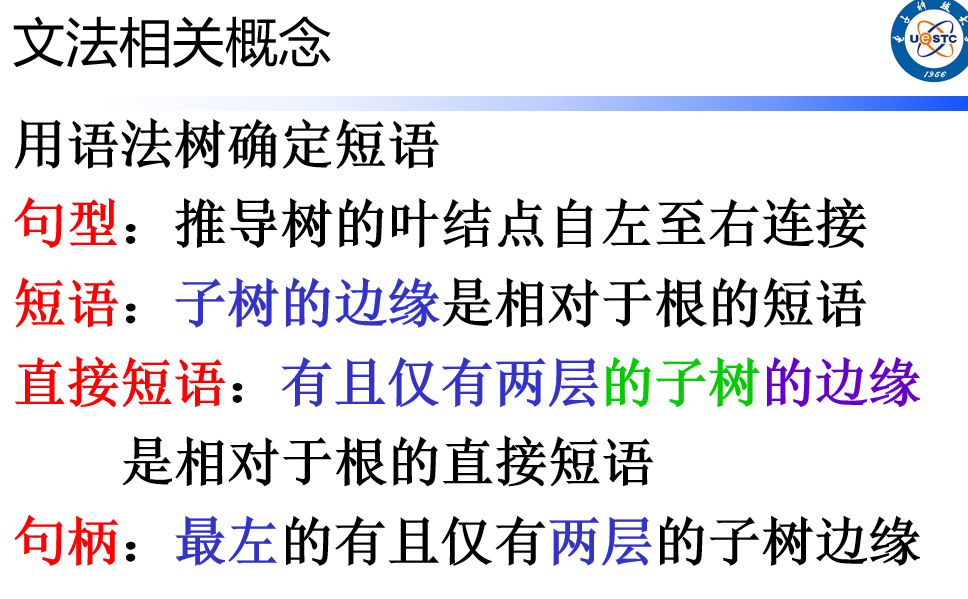 文法相关概念
UESTC
1956
用语法树确定短语
句型：推导树的叶结点自左至右连接
短语：子树的边缘是相对于根的短语
直接短语：有且仅有两层的子树的边缘
是相对于根的直接短语
句柄：最左的有且仅有两层的子树边缘